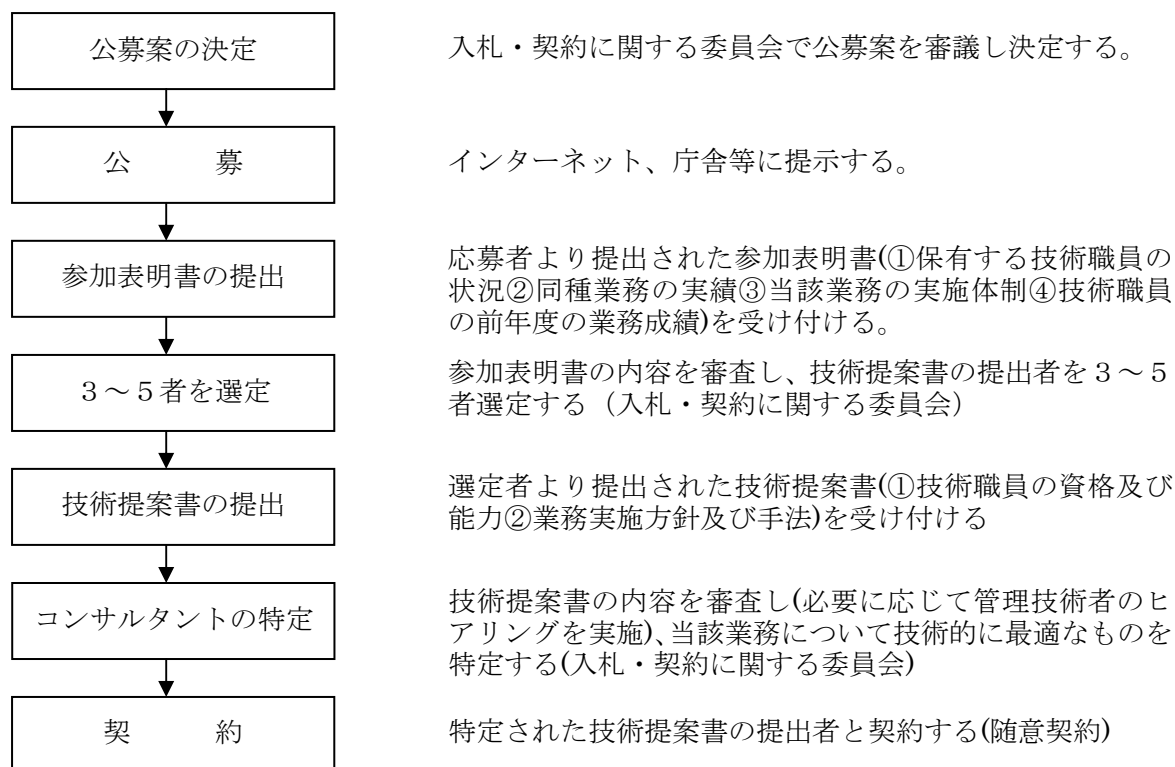 公募案の決定
入札・契約に関する委員会で公募案を審議し決定する。
公　　募
インターネット、庁舎等に提示する。
参加表明書の提出
応募者より提出された参加表明書(①保有する技術職員の
状況②同種業務の実績③当該業務の実施体制④技術職員
の前年度の業務成績)を受け付ける。
３～５者を選定
参加表明書の内容を審査し、技術提案書の提出者を３～５
者選定する（入札・契約に関する委員会）
技術提案書の提出
選定者より提出された技術提案書(①技術職員の資格及び
能力②業務実施方針及び手法)を受け付ける
コンサルタントの特定
技術提案書の内容を審査し(必要に応じて管理技術者のヒ
アリングを実施)、当該業務について技術的に最適なものを
特定する(入札・契約に関する委員会)
契　　約
特定された技術提案書の提出者と契約する(随意契約)